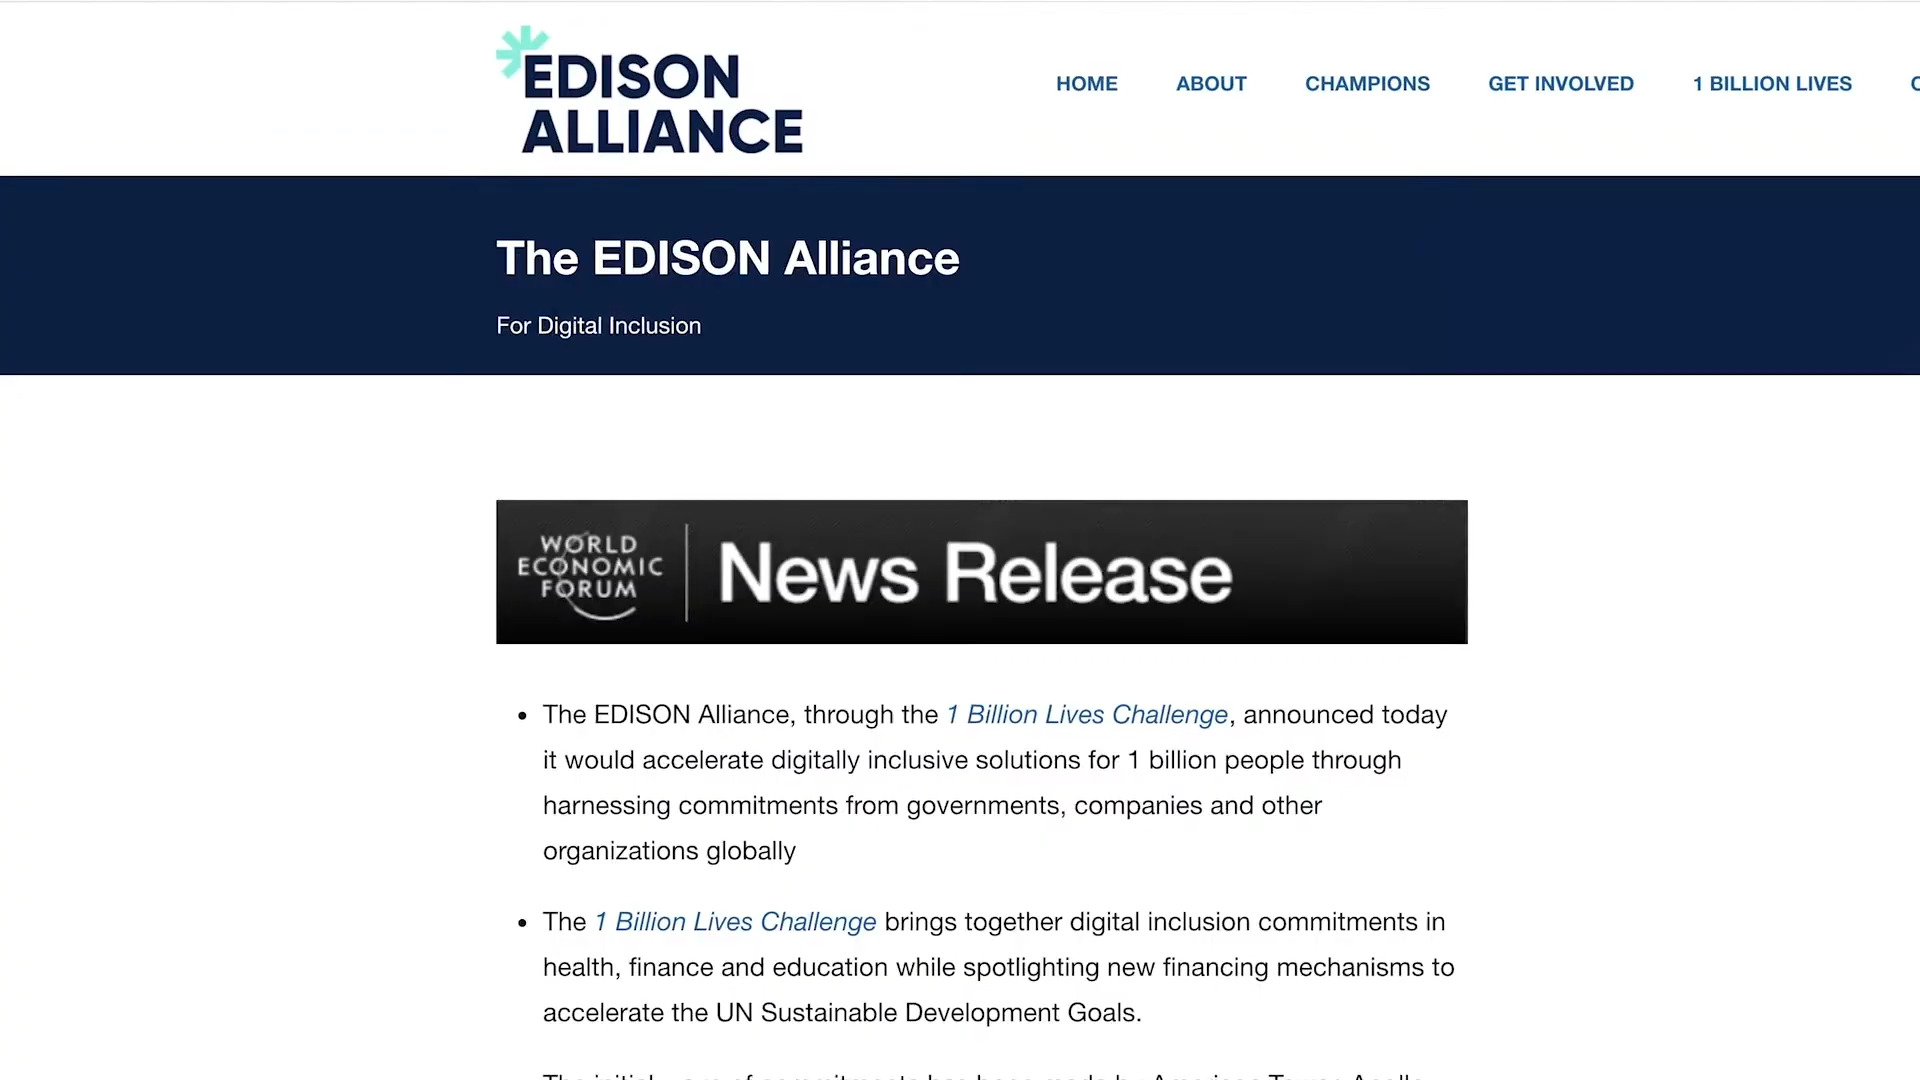 EDISON
ALLIANCE
HOME ABOUT CHAMPIONS GET INVOLVED 1 BILLION LIVES
The EDISON Alliance
For Digital Inclusion
WORLD
ECONOMIC
FORUM
News Release
• The EDISON Alliance, through the 1 Billion Lives Challenge, announced today
it would accelerate digitally inclusive solutions for 1 billion people through
harnessing commitments from governments, companies and other
organizations globally
• The 1 Billion Lives Challenge brings together digital inclusion commitments in
health, finance and education while spotlighting new financing mechanisms to
accelerate the UN Sustainable Development Goals.